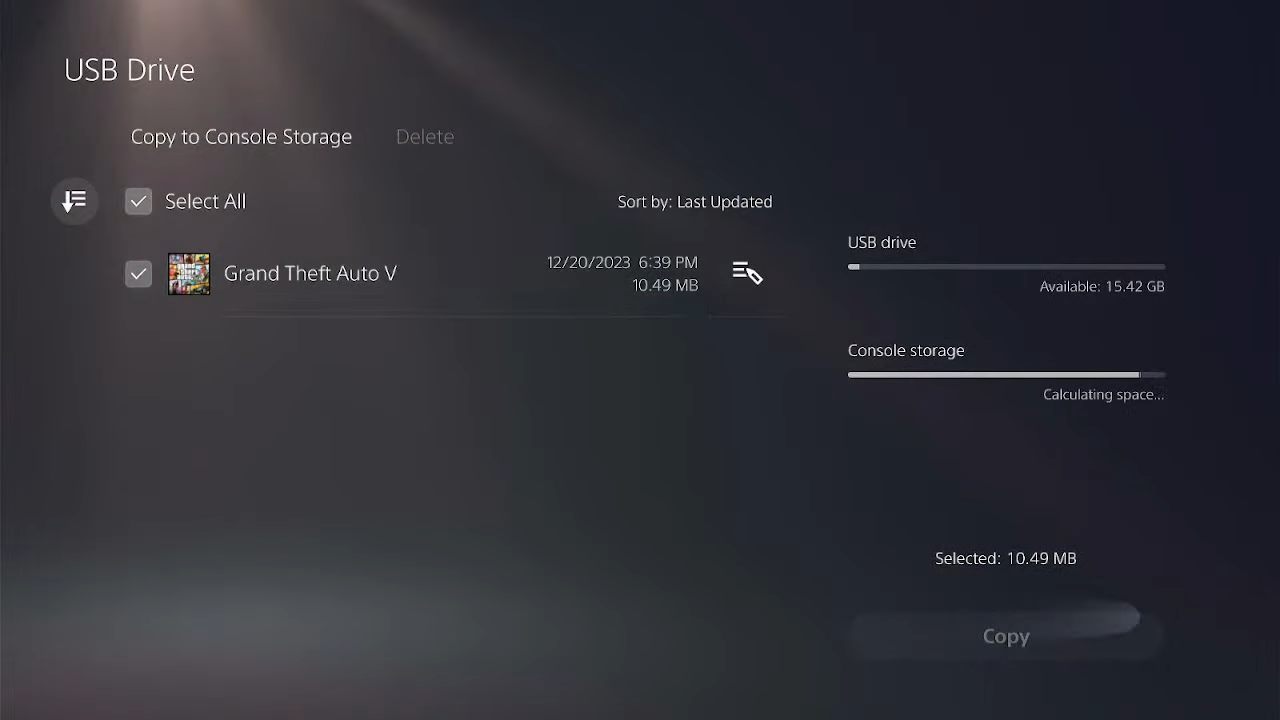 USB Drive
Copy to Console Storage Delete
Select All Sort by: Last Updated
Grand Theft Auto V
12/20/2023 6:39 PM
10.49 MB
USB drive
Available: 15.42 GB
Console storage
Calculating space...
Selected: 10.49 MB
Copy